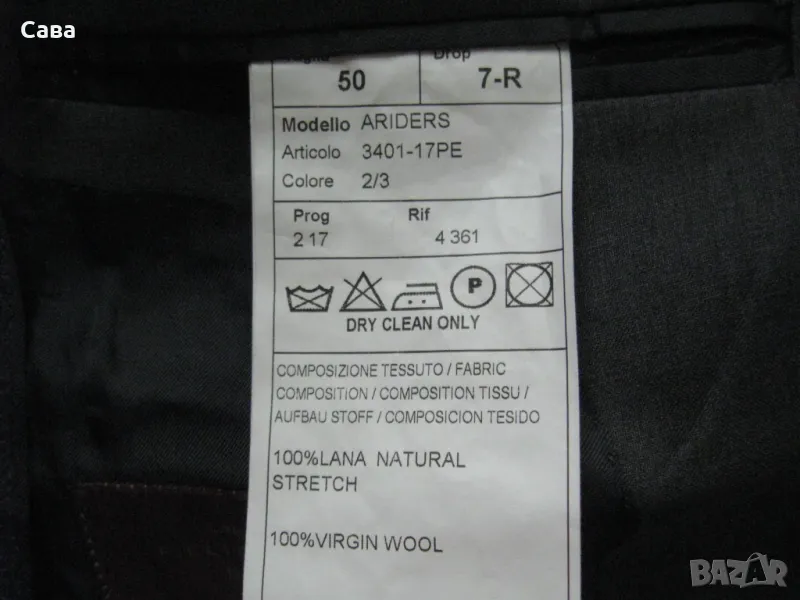 Сава
Drop
50
7-R
Modello ARIDERS
Articolo 3401-17PE
Colore 2/3
Prog
Rif
2 17
4 361
P
DRY CLEAN ONLY
COMPOSIZIONE TESSUTO / FABRIC
COMPOSITION / COMPOSITION TISSU /
AUFBAU STOFF / COMPOSICION TESIDO
100%LANA NATURAL
STRETCH
100%VIRGIN WOOL
BAZAR